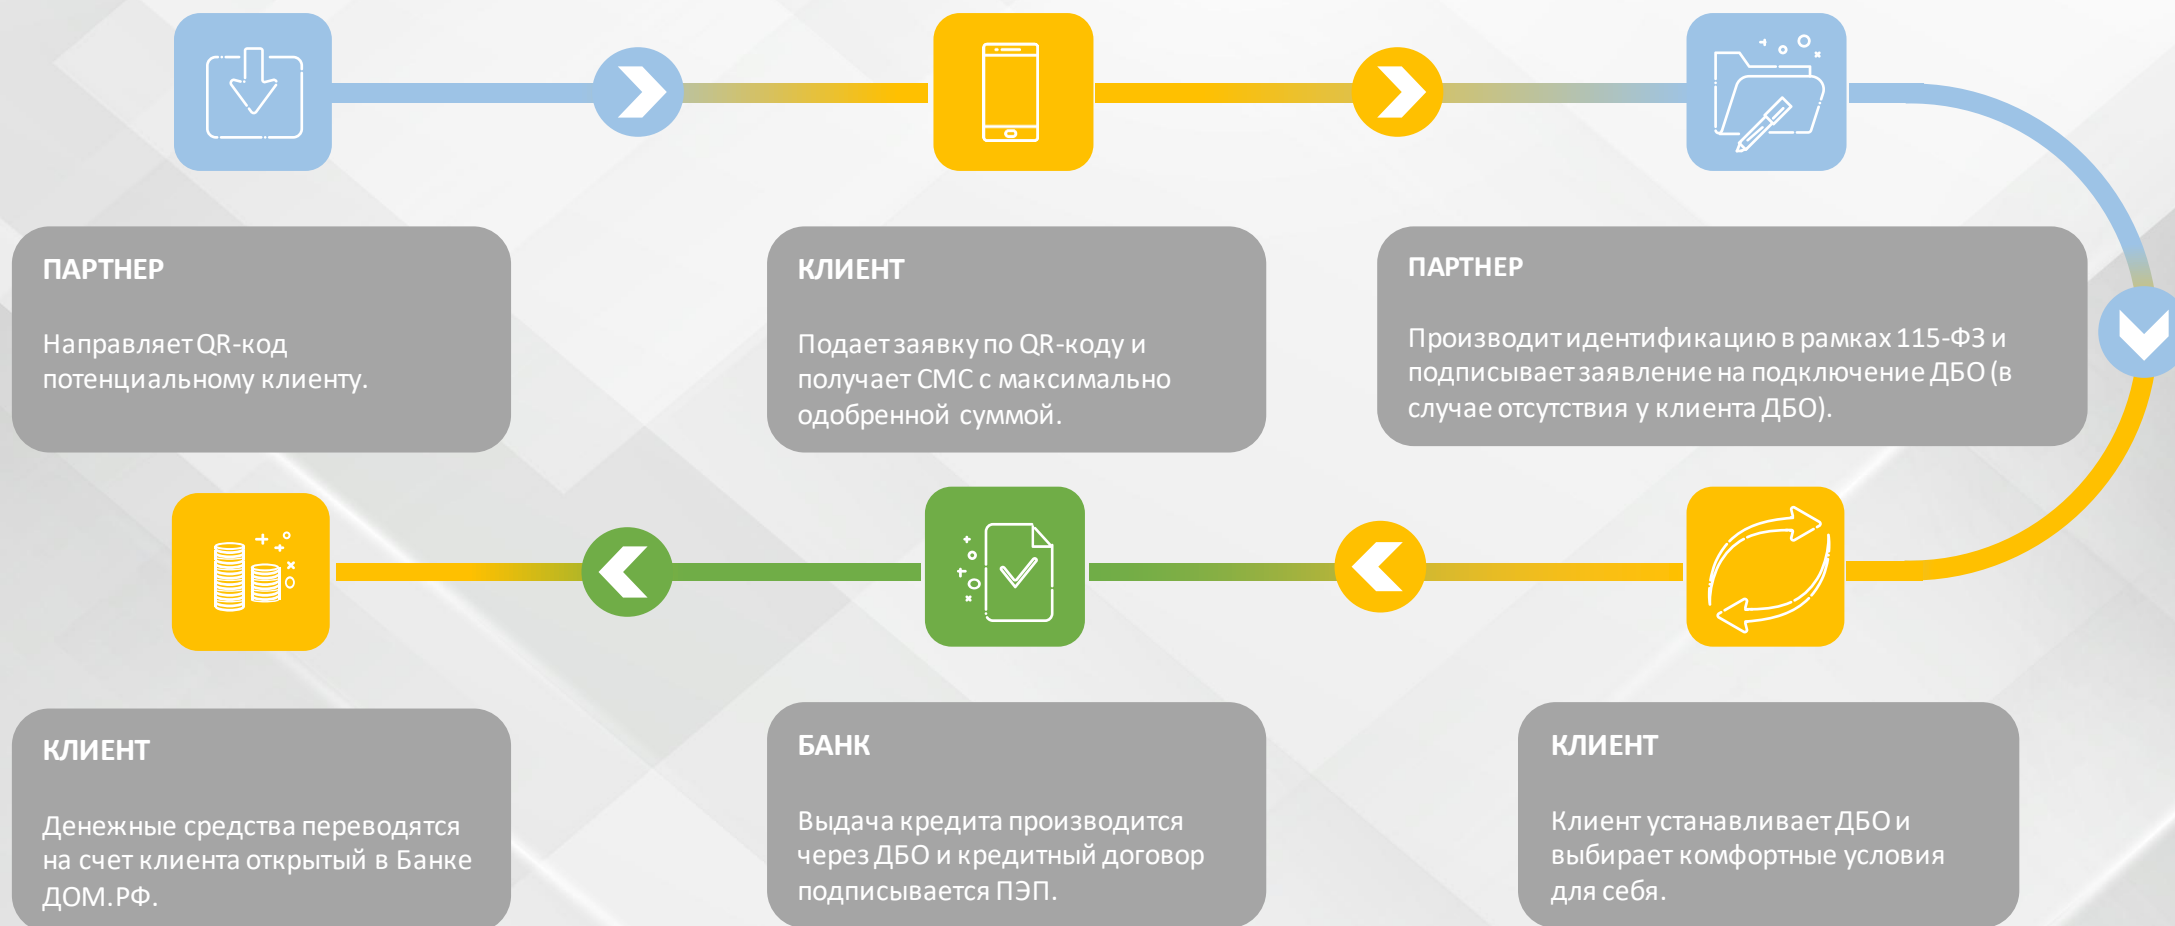 ПАРТНЕР
Направляет QR-код
потенциальному клиенту.
КЛИЕНТ
Подает заявку по QR-коду и
получает СМС с максимально
одобренной суммой.
ПАРТНЕР
Производит идентификацию в рамках 115-ФЗ и
подписывает заявление на подключение ДБО (в
случае отсутствия у клиента ДБО).
КЛИЕНТ
Клиент устанавливает ДБО и
выбирает комфортные условия
для себя.
БАНК
Выдача кредита производится
через ДБО и кредитный договор
подписывается ПЭП.
КЛИЕНТ
Денежные средства переводятся
на счет клиента открытый в Банке
ДОМ.РФ.